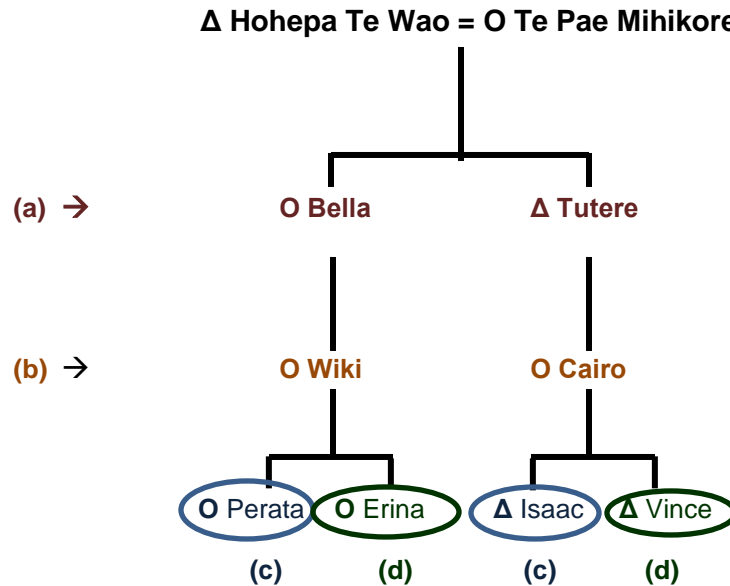 Δ Hohepa Te Wao = O Te Pae Mihikore
(a) → O Bella Δ Tutere
(b) → O Wiki O Cairo
O Perata O Erina Δ Isaac Δ Vince
(c) (d) (c) (d)